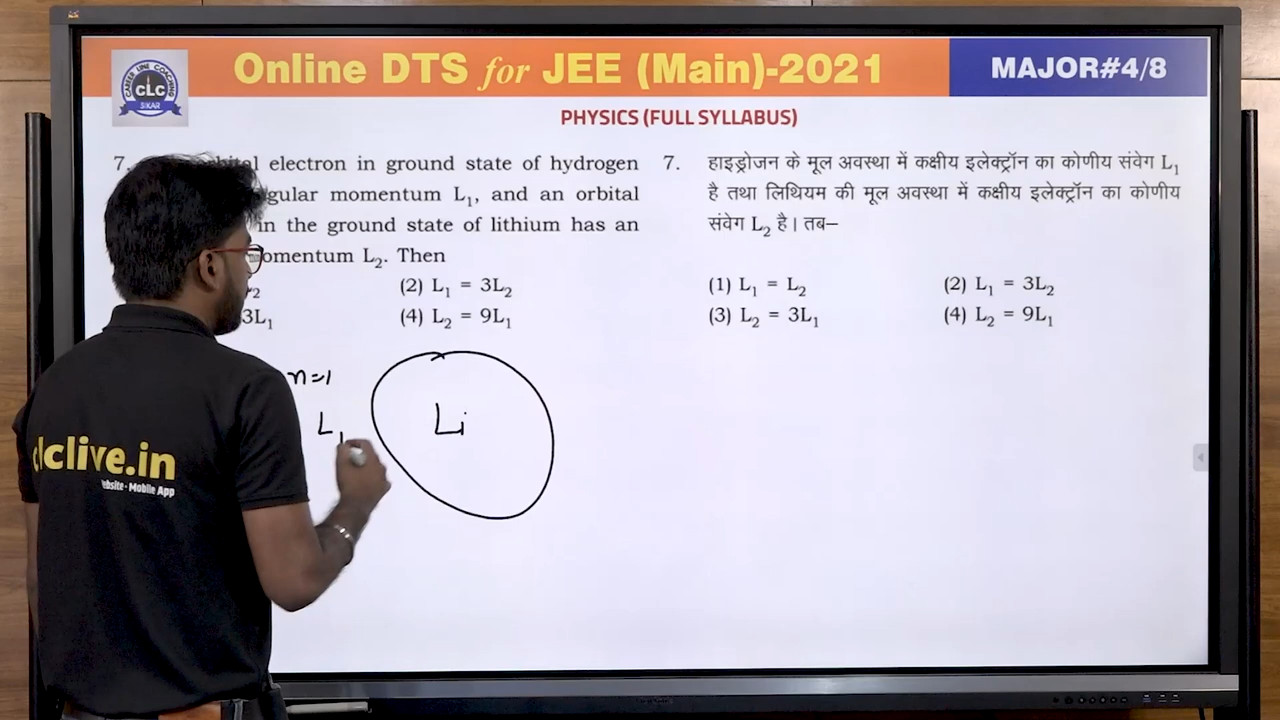 Online DTS for JEE (Main)-2021
MAJOR#4/8
CLC
SIKAR
PHYSICS (FULL SYLLABUS)
7. electron in ground state of hydrogen
momentum L₁, and an orbital
in the ground state of lithium has an
L₂. Then
(2) L₁ = 3L₂
3L₁ (4) L₂ = 9L₁
7. हाइड्रोजन के मूल अवस्था में कक्षीय इलेक्ट्रॉन का कोणीय संवेग L₁
है तथा लिथियम की मूल अवस्था में कक्षीय इलेक्ट्रॉन का कोणीय
संवेग L₂ है। तब–
(1) L₁ = L₂ (2) L₁ = 3L₂
(3) L₂ = 3L₁ (4) L₂ = 9L₁
n=1
L₁
Li
clclive.in
Website - Mobile App